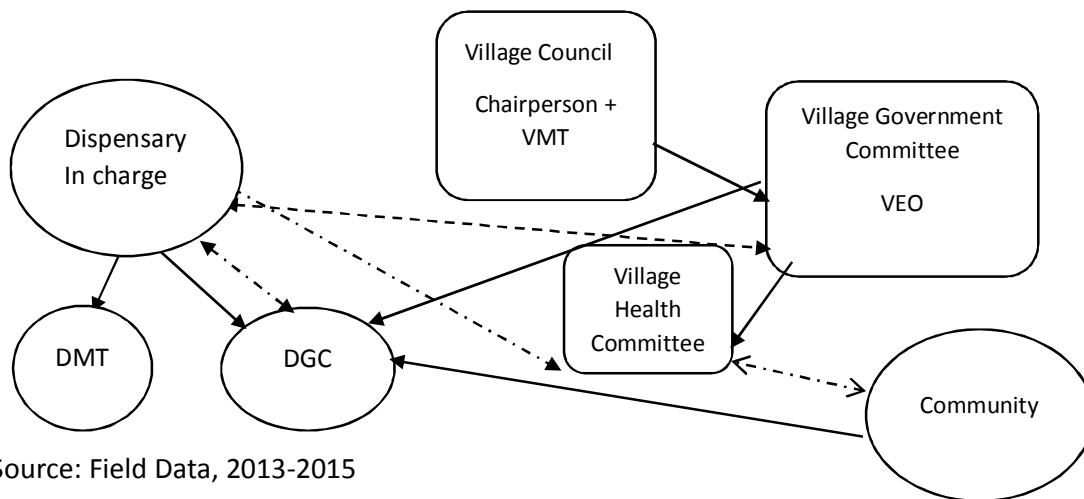 Village Council
Chairperson +
VMT
Village Government
Committee
VEO
Dispensary
In charge
Village
Health
Committee
DMT
DGC
Community
Source: Field Data, 2013-2015